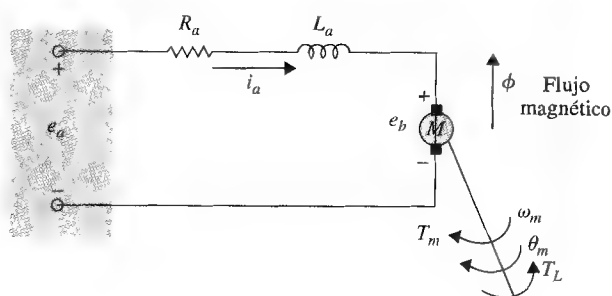 R_a
L_a
+
i_a
e_a
+
e_b
M
−
−
ϕ
Flujo
magnético
ω_m
T_m
θ_m
T_L